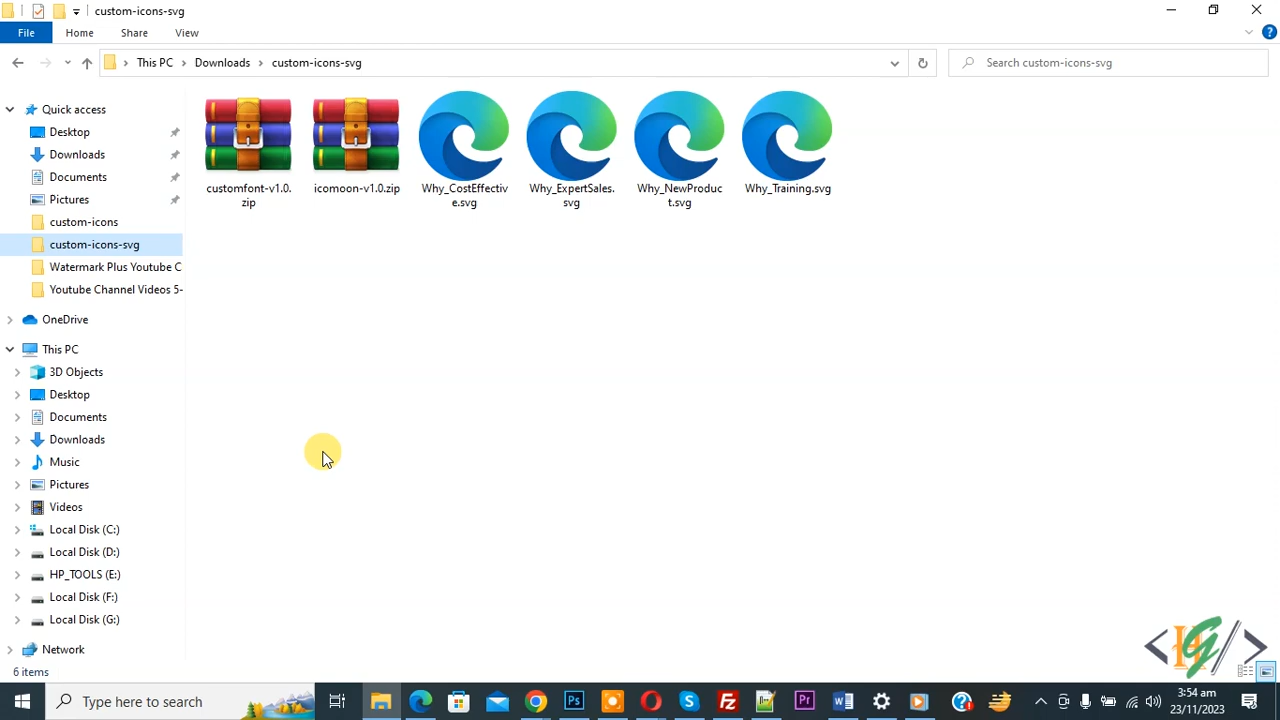 custom-icons-svg
File Home Share View
This PC Downloads custom-icons-svg
Search custom-icons-svg
Quick access
Desktop
Downloads
Documents
Pictures
custom-icons
custom-icons-svg
Watermark Plus Youtube C
Youtube Channel Videos 5-
OneDrive
This PC
3D Objects
Desktop
Documents
Downloads
Music
Pictures
Videos
Local Disk (C:)
Local Disk (D:)
HP_TOOLS (E:)
Local Disk (F:)
Local Disk (G:)
Network
customfont-v1.0.
zip
icomoon-v1.0.zip
Why_CostEffectiv
e.svg
Why_ExpertSales.
svg
Why_NewProduc
t.svg
Why_Training.svg
6 items
<HG/>
Type here to search
Ps
Pr
3:54 am
23/11/2023